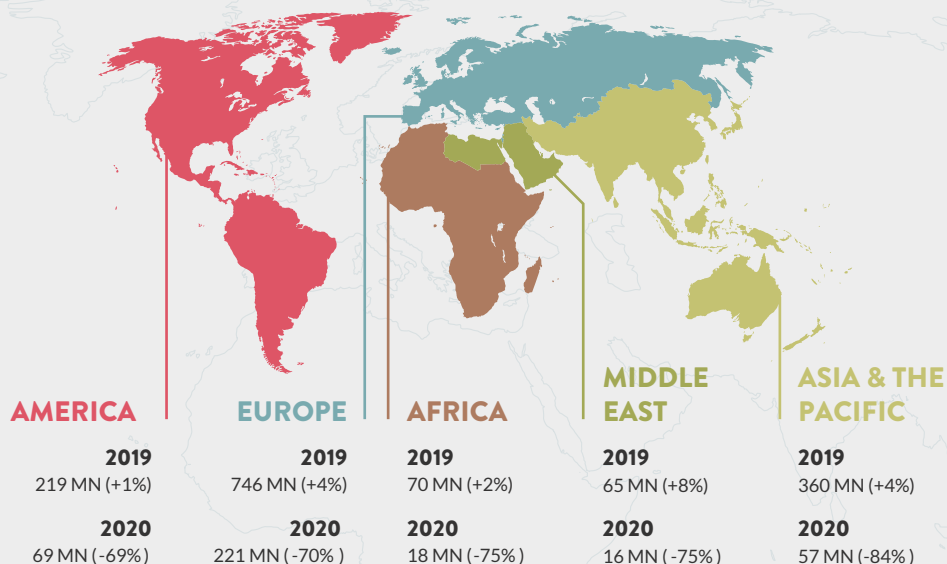 AMERICA
2019
219 MN (+1%)
2020
69 MN (-69%)
EUROPE
2019
746 MN (+4%)
2020
221 MN (-70% )
AFRICA
2019
70 MN (+2%)
2020
18 MN (-75%)
MIDDLE
EAST
2019
65 MN (+8%)
2020
16 MN (-75%)
ASIA & THE
PACIFIC
2019
360 MN (+4%)
2020
57 MN (-84% )